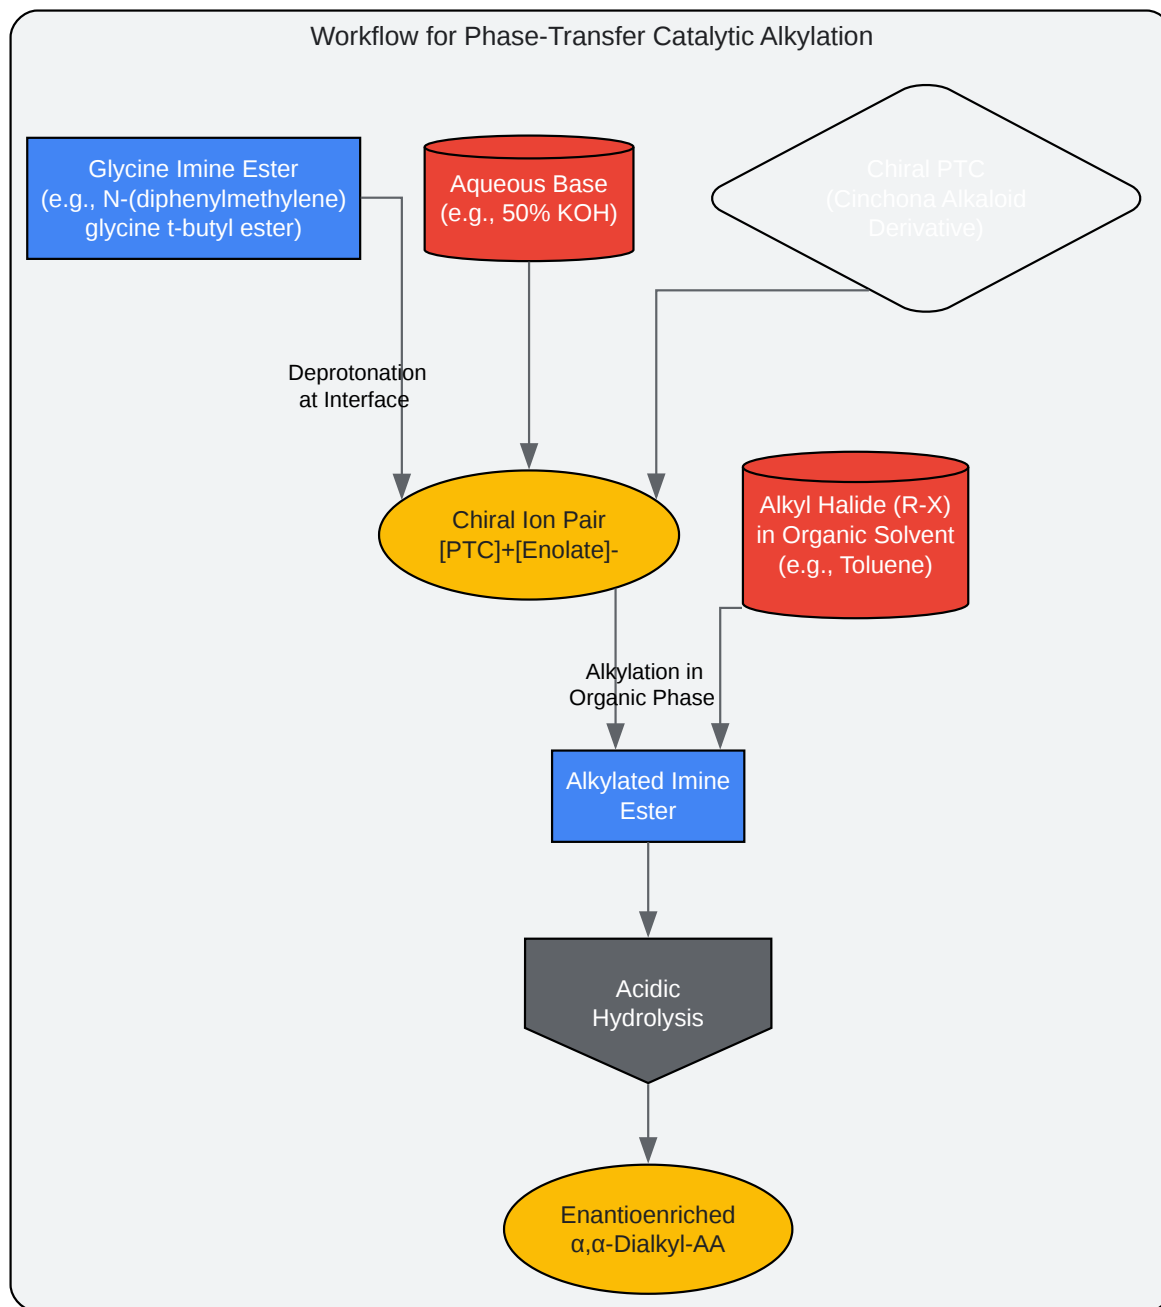 Workflow for Phase-Transfer Catalytic Alkylation
Glycine Imine Ester
(e.g., N-(diphenylmethylene)
glycine t-butyl ester)
Aqueous Base
(e.g., 50% KOH)
Chiral PTC
(Cinchona Alkaloid
Derivative)
Deprotonation
at Interface
Chiral Ion Pair
[PTC]+[Enolate]-
Alkyl Halide (R-X)
in Organic Solvent
(e.g., Toluene)
Alkylation in
Organic Phase
Alkylated Imine
Ester
Acidic
Hydrolysis
Enantioenriched
α,α-Dialkyl-AA